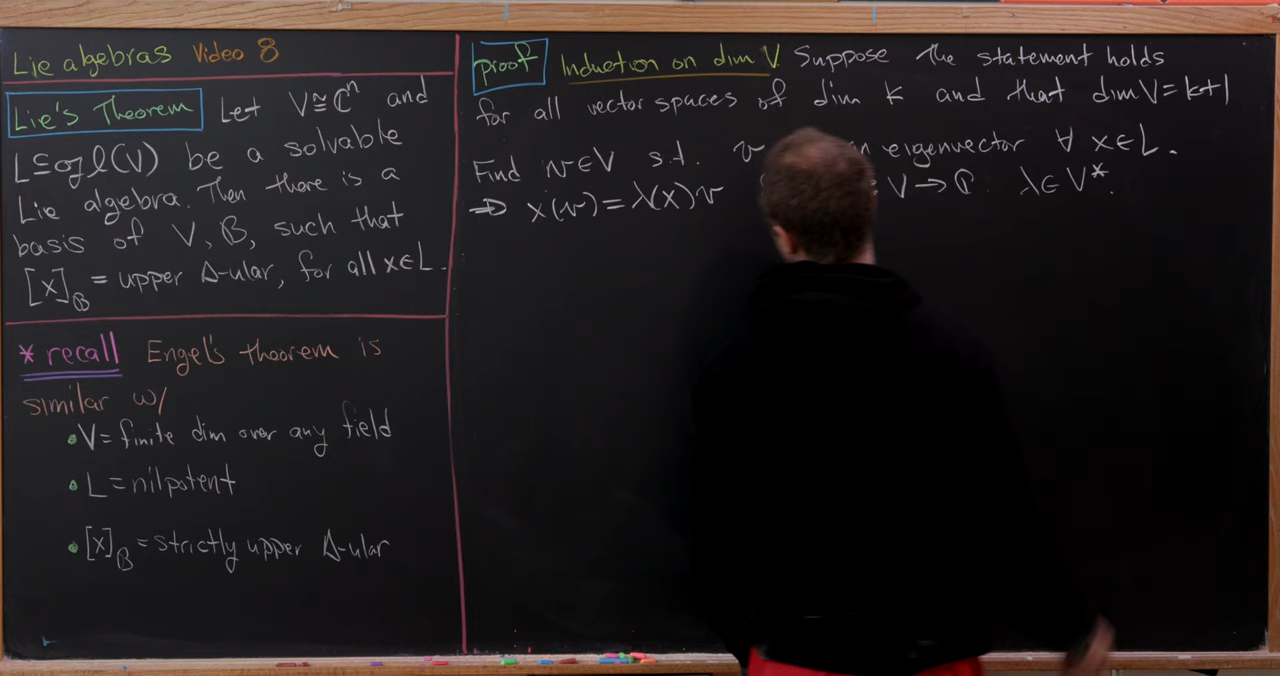 Lie algebras Video 8
Lie's Theorem Let V≅ℂⁿ and
L⊆gl(V) be a solvable
Lie algebra. Then there is a
basis of V, B, such that
[x]_B = upper Δ-ular, for all x∈L.
* recall Engel's theorem is
similar w/
• V = finite dim over any field
• L = nilpotent
• [x]_B = strictly upper Δ-ular
proof Induction on dim V Suppose the statement holds
for all vector spaces of dim k and that dim V = k+1
Find v∈V s.t. v eigenvector ∀ x∈L.
⇒ x(v) = λ(x)v V → ℂ λ∈V*.